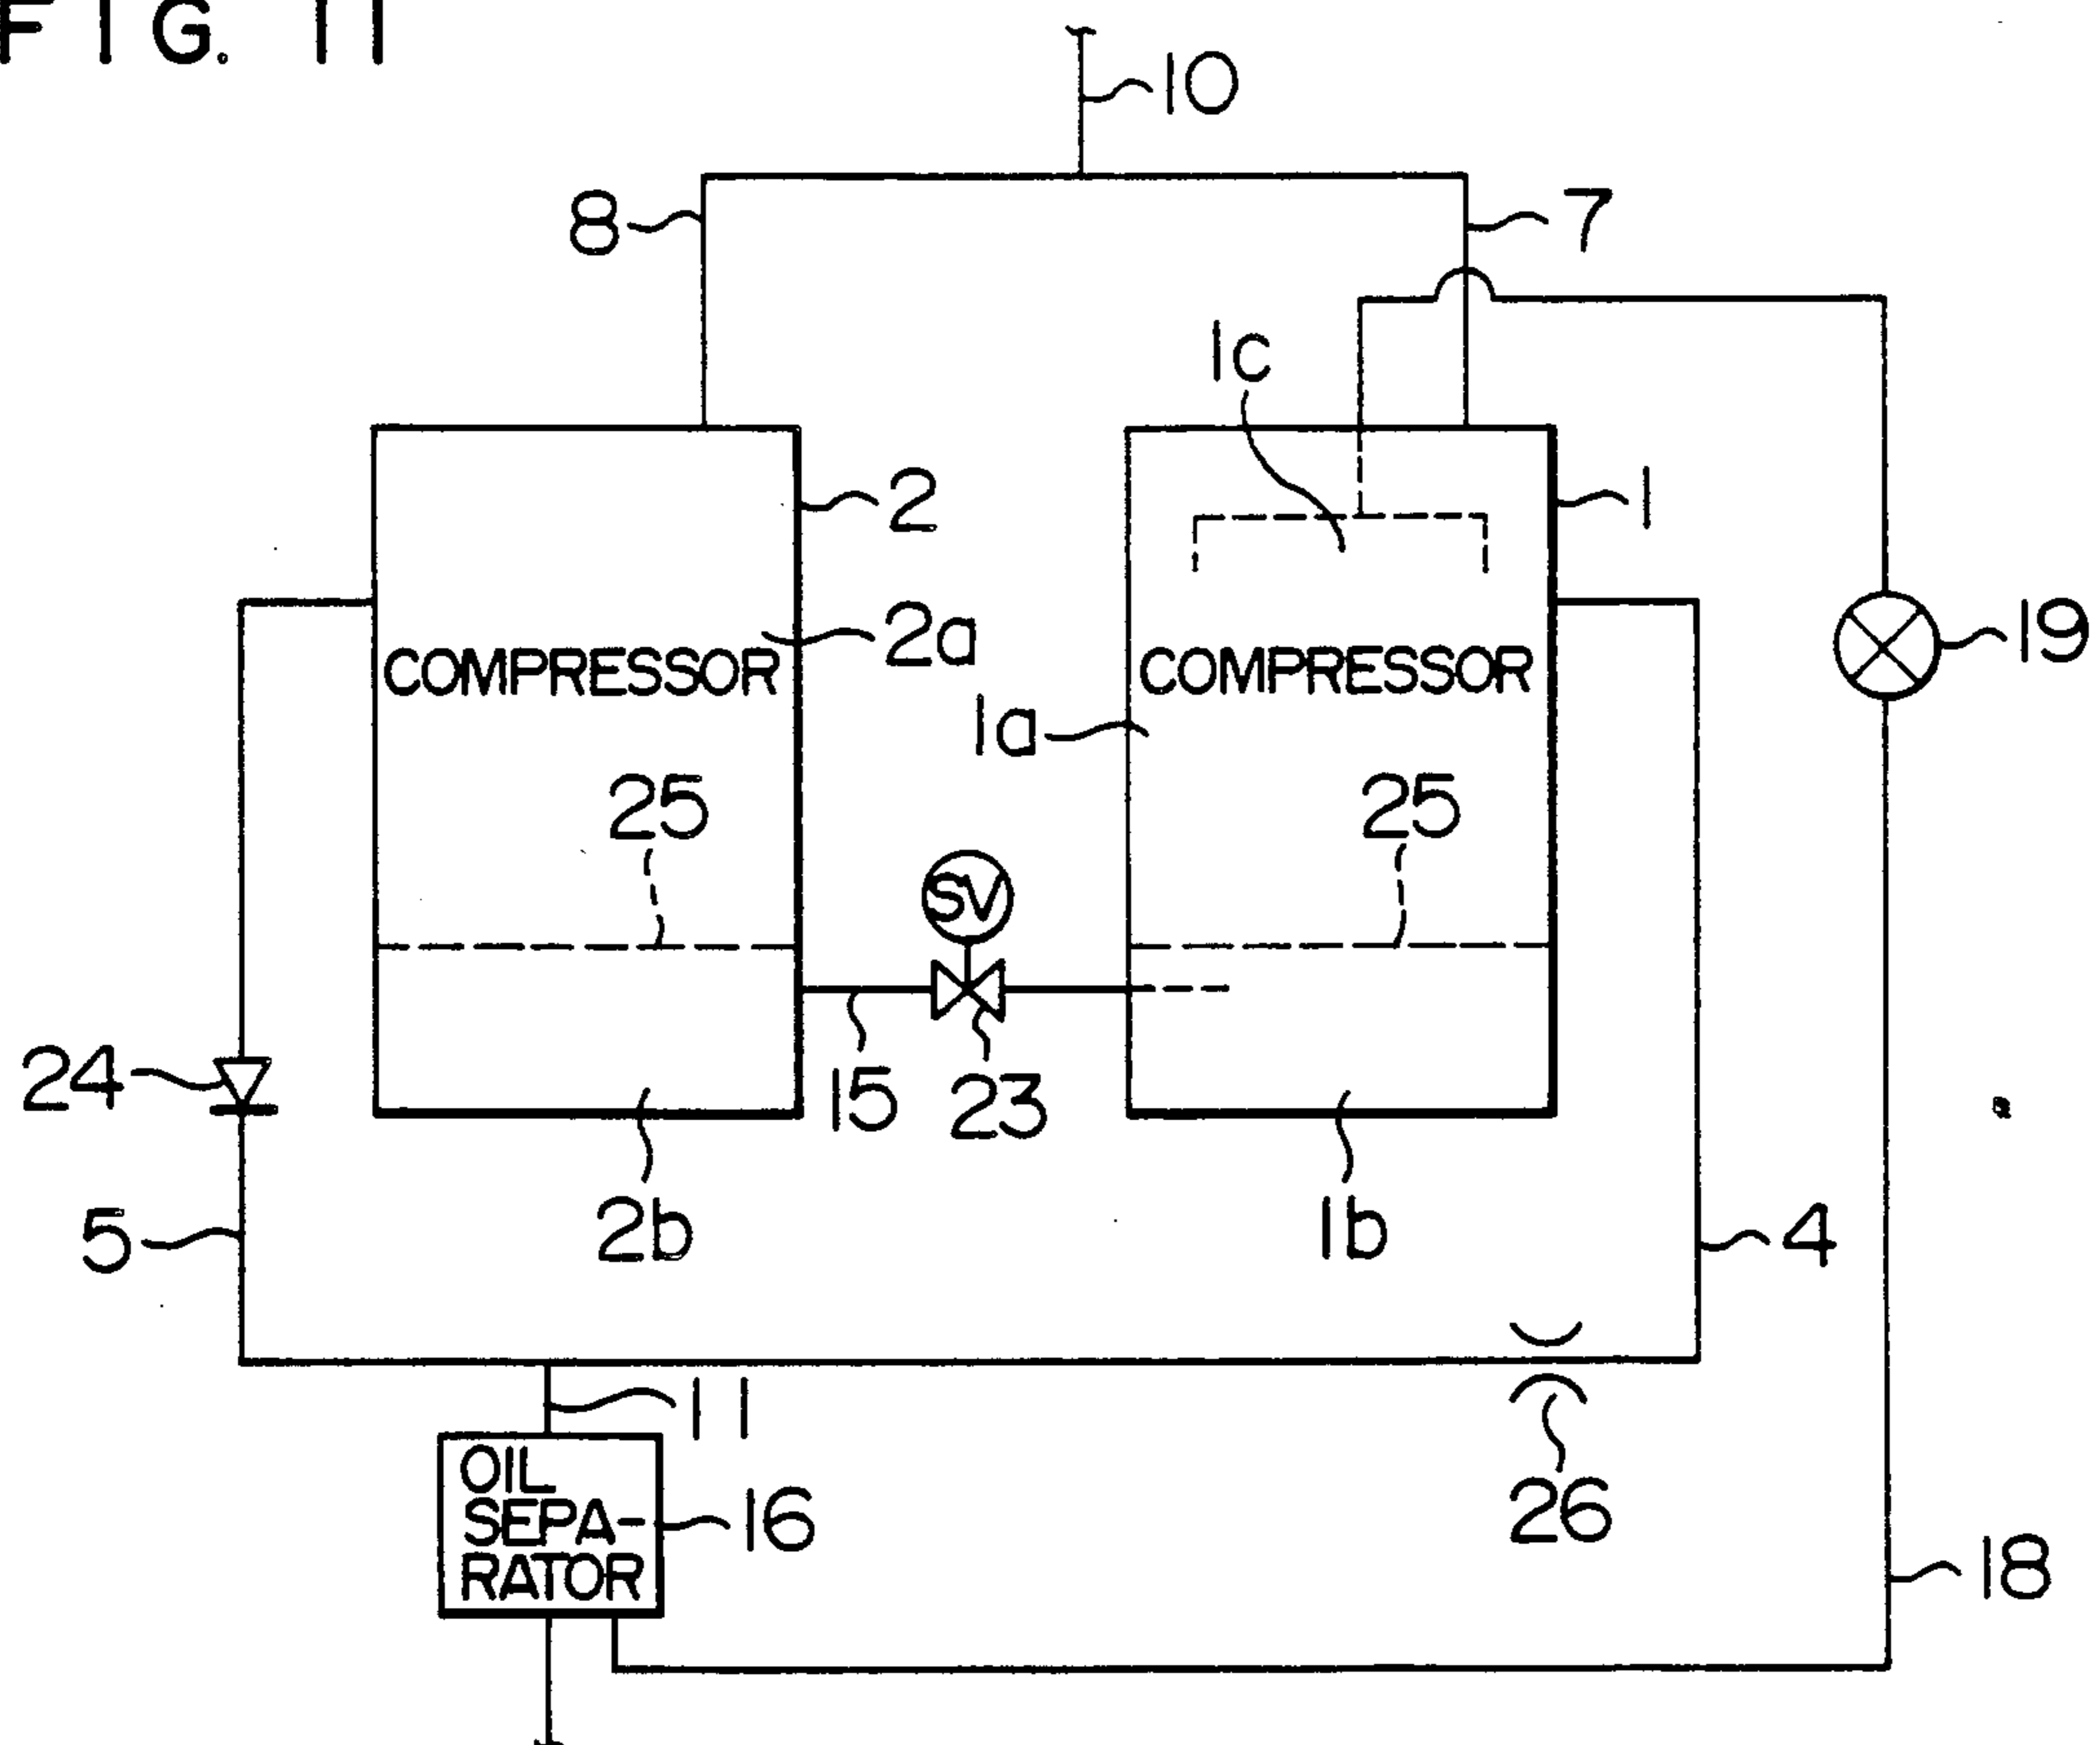 FIG. 11
10
8
7
1c
2
1
2a
19
COMPRESSOR
COMPRESSOR
1a
25
25
SV
24
15
23
5
2b
1b
4
11
OIL
SEPA-
RATOR
16
26
18